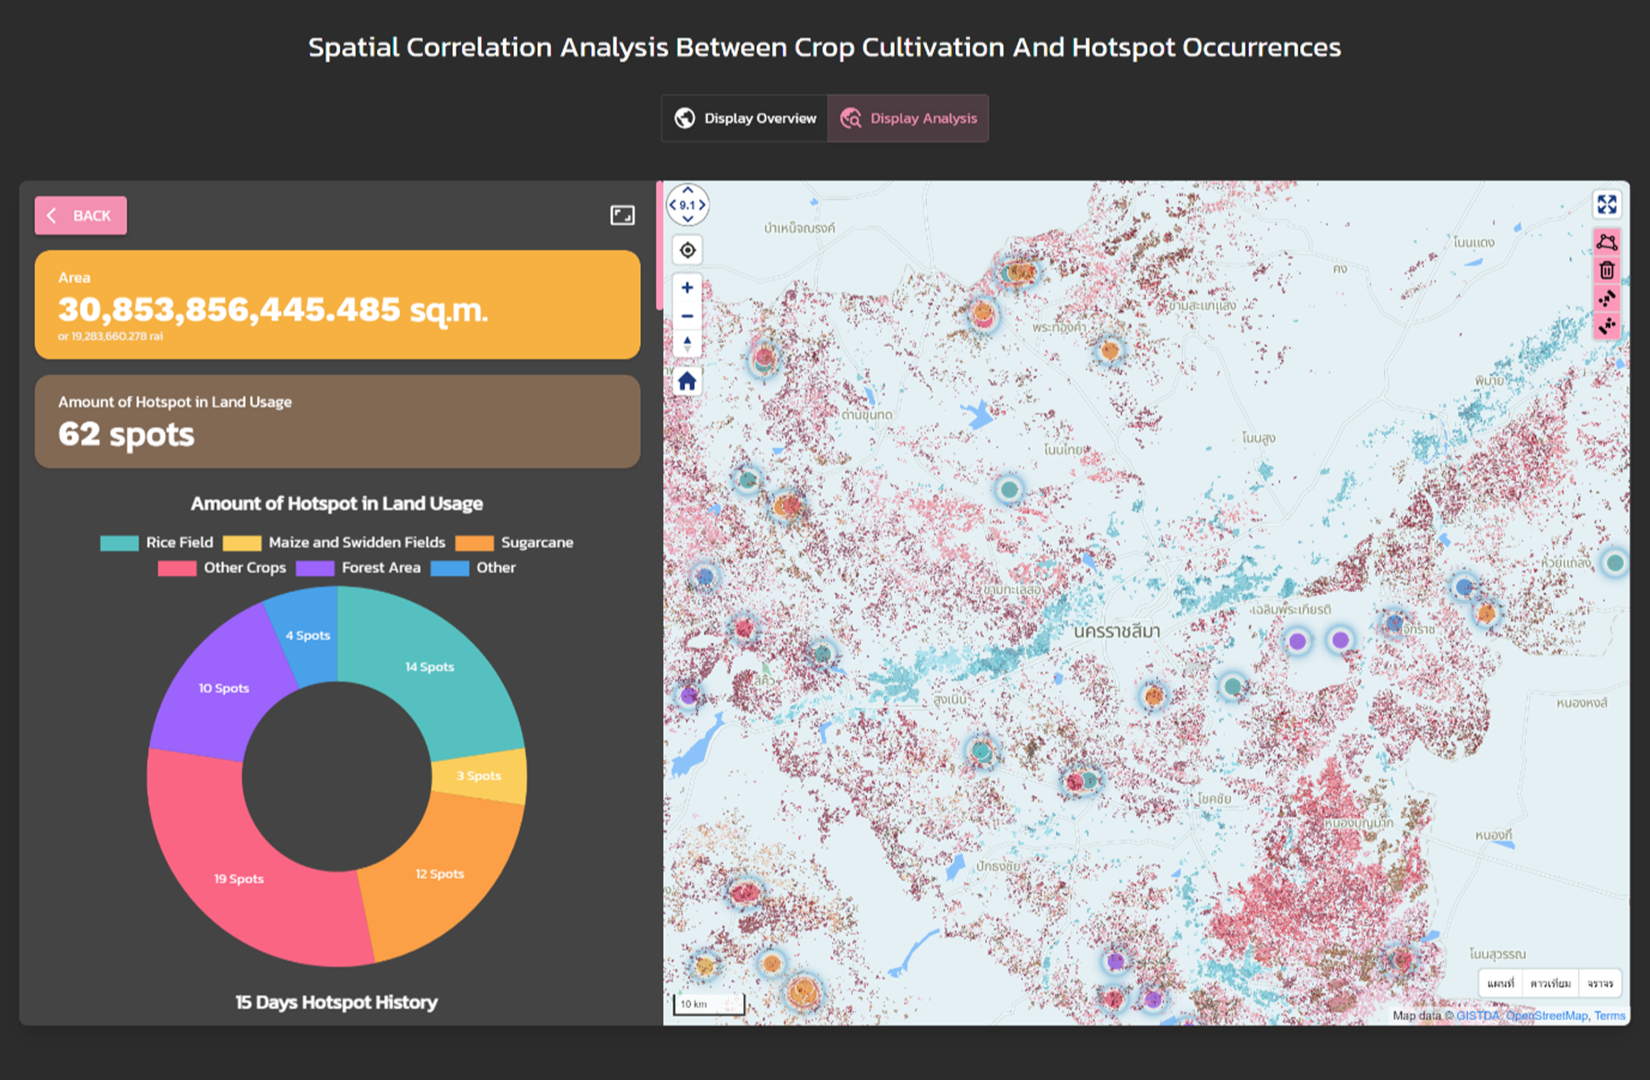 Spatial Correlation Analysis Between Crop Cultivation And Hotspot Occurrences
Display Overview
Display Analysis
BACK
Area
30,853,856,445.485 sq.m.
or 19,283,660.278 rai
Amount of Hotspot in Land Usage
62 spots
Amount of Hotspot in Land Usage
Rice Field Maize and Swidden Fields Sugarcane
Other Crops Forest Area Other
4 Spots
14 Spots
10 Spots
3 Spots
12 Spots
19 Spots
15 Days Hotspot History
9.1
บำเหน็จณรงค์
โนนแดง
คง
ขามสะแกแสง
พระทองคำ
พิมาย
ด่านขุนทด
โนนสูง
โนนไทย
ห้วยแถลง
ขามทะเลสอ
เฉลิมพระเกียรติ
นครราชสีมา
จักราช
สีคิ้ว
สูงเนิน
หนองหงส์
โชคชัย
หนองบุญมาก
หนองกี่
ปักธงชัย
โนนสุวรรณ
แผนที่ ดาวเทียม จราจร
10 km
Map data © GISTDA, OpenStreetMap, Terms